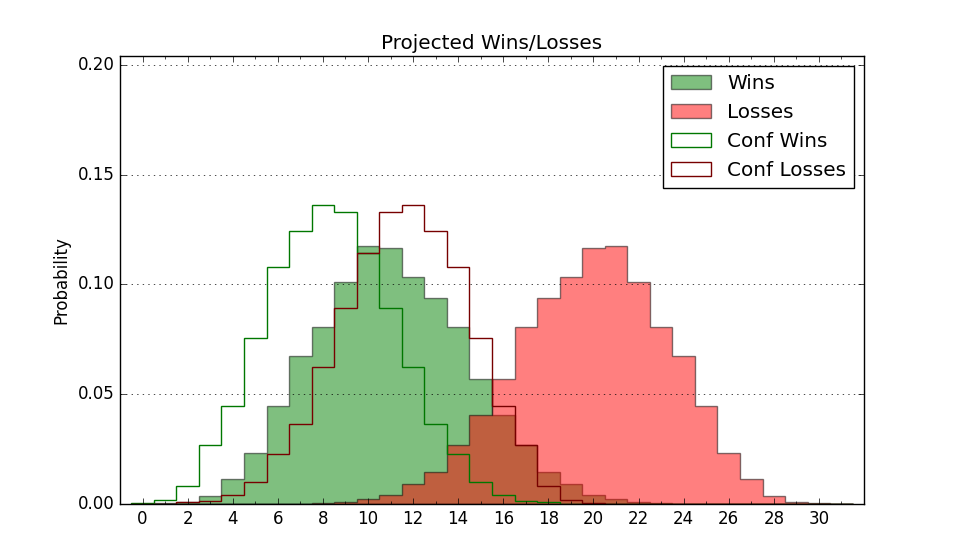 Projected Wins/Losses
0.20
0.15
0.10
0.05
0.00
Probability
Wins
Losses
Conf Wins
Conf Losses
0 2 4 6 8 10 12 14 16 18 20 22 24 26 28 30